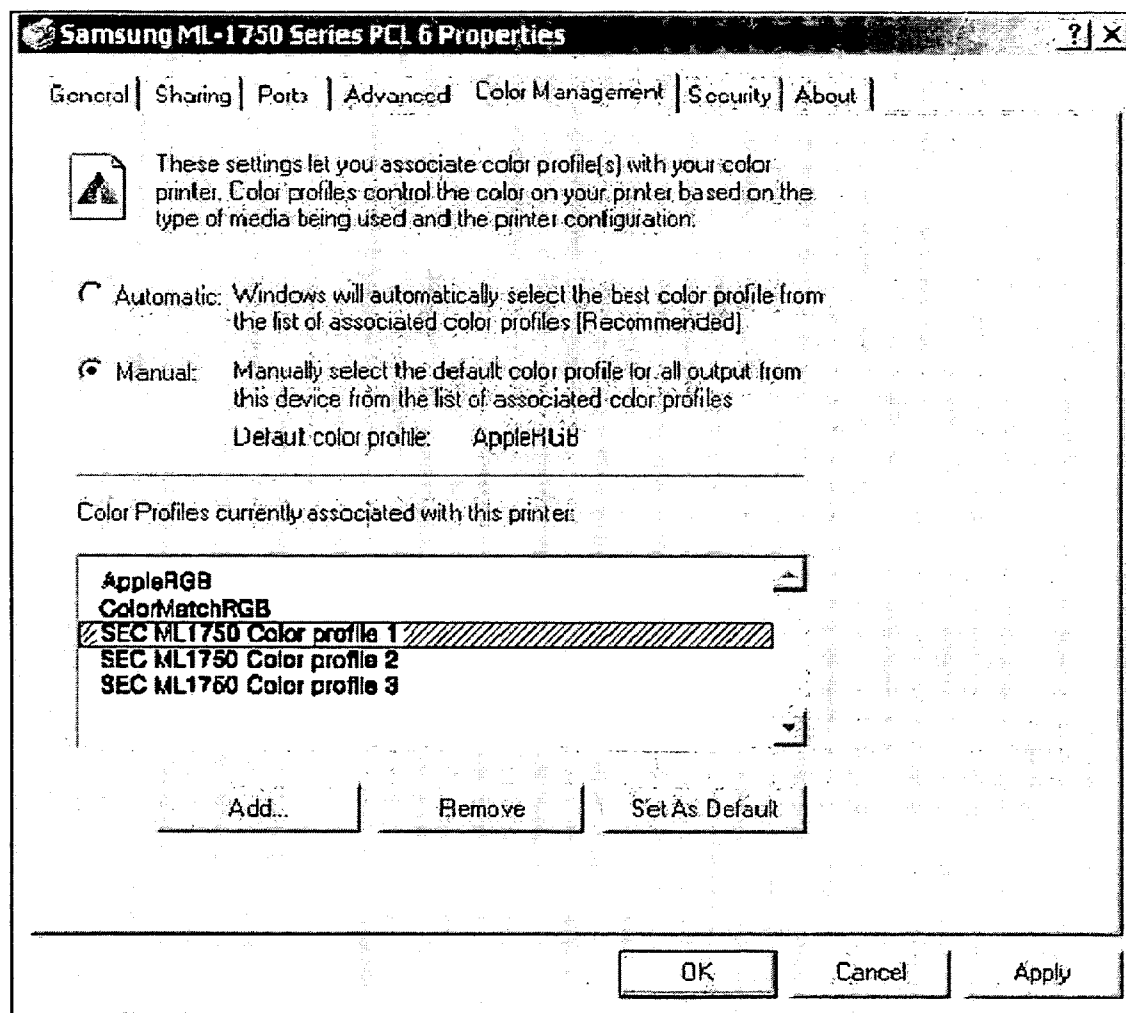 Samsung ML-1750 Series PCL 6 Properties ? ×
General Sharing Ports Advanced Color Management Security About
These settings let you associate color profile(s) with your color
printer. Color profiles control the color on your printer based on the
type of media being used and the printer configuration.
Automatic: Windows will automatically select the best color profile from
the list of associated color profiles [Recommended]
Manual: Manually select the default color profile for all output from
this device from the list of associated color profiles
Default color profile: AppleRGB
Color Profiles currently associated with this printer:
AppleRGB
ColorMatchRGB
SEC ML1750 Color profile 1
SEC ML1750 Color profile 2
SEC ML1750 Color profile 3
Add... Remove Set As Default
OK Cancel Apply